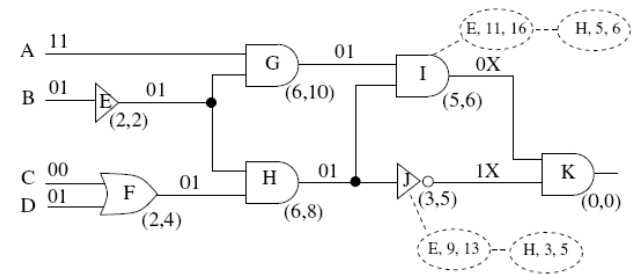 E, 11, 16 H, 5, 6
A 11 G 01 I 0X
(6,10) (5,6)
B 01 E 01
(2,2)
C 00 F 01 H 01 J 1X K
D 01
(2,4) (6,8) (3,5) (0,0)
E, 9, 13 H, 3, 5